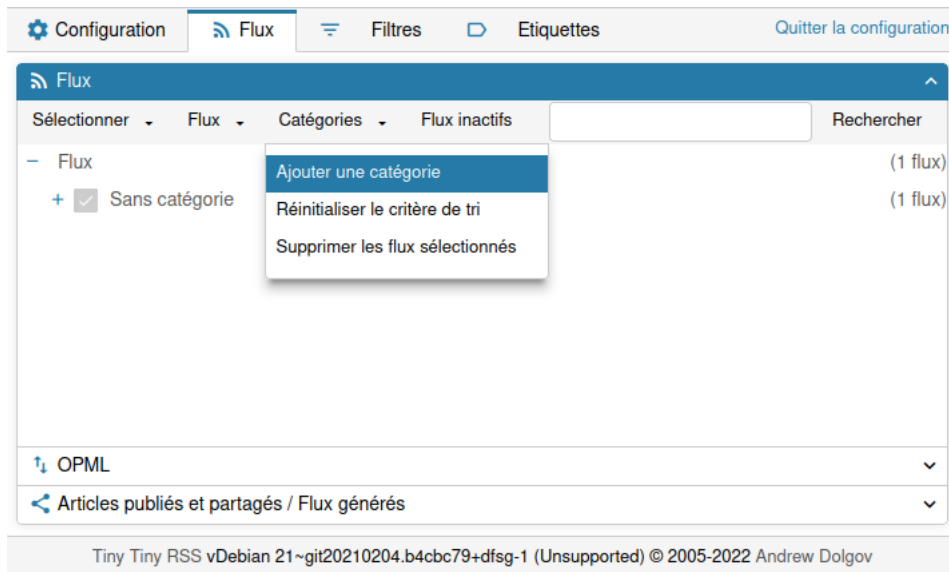 Configuration Flux Filtres Etiquettes Quitter la configuration
Flux
Sélectionner Flux Catégories Flux inactifs Rechercher
Flux (1 flux)
Ajouter une catégorie
Sans catégorie (1 flux)
Réinitialiser le critère de tri
Supprimer les flux sélectionnés
OPML
Articles publiés et partagés / Flux générés
Tiny Tiny RSS vDebian 21~git20210204.b4cbc79+dfsg-1 (Unsupported) © 2005-2022 Andrew Dolgov